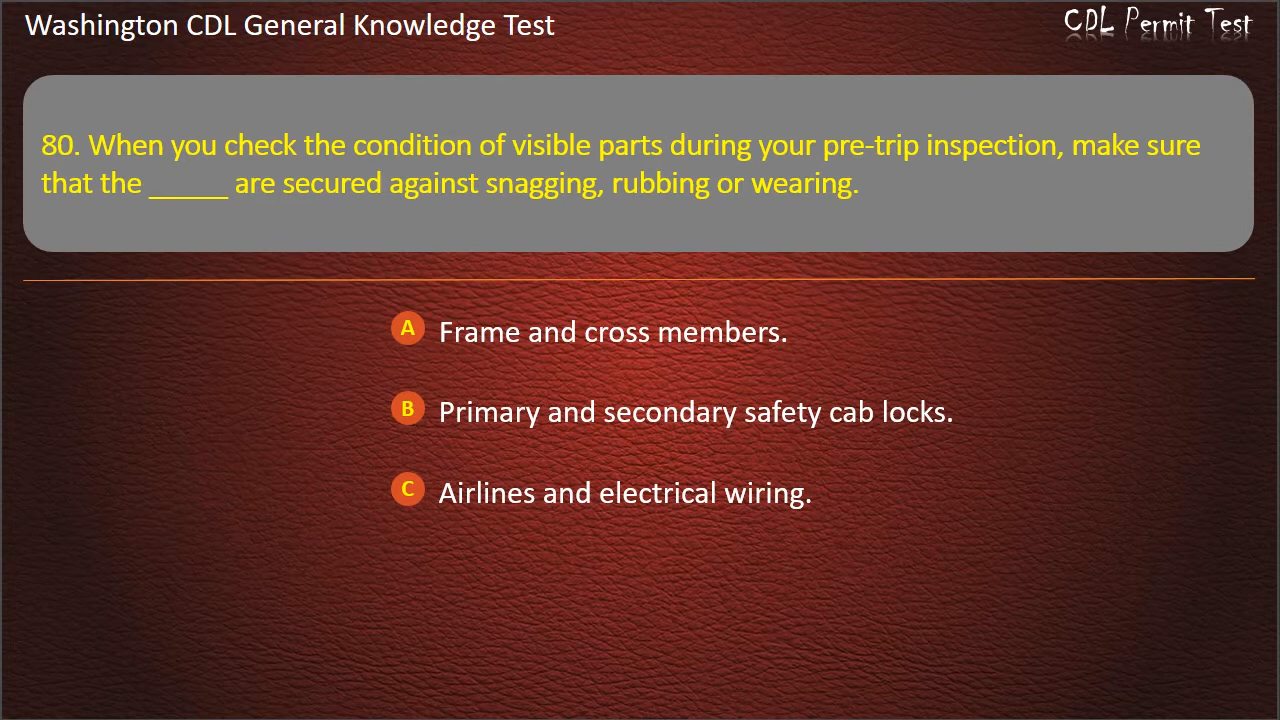 Washington CDL General Knowledge Test
CDL Permit Test
80. When you check the condition of visible parts during your pre-trip inspection, make sure
that the _____ are secured against snagging, rubbing or wearing.
A Frame and cross members.
B Primary and secondary safety cab locks.
C Airlines and electrical wiring.